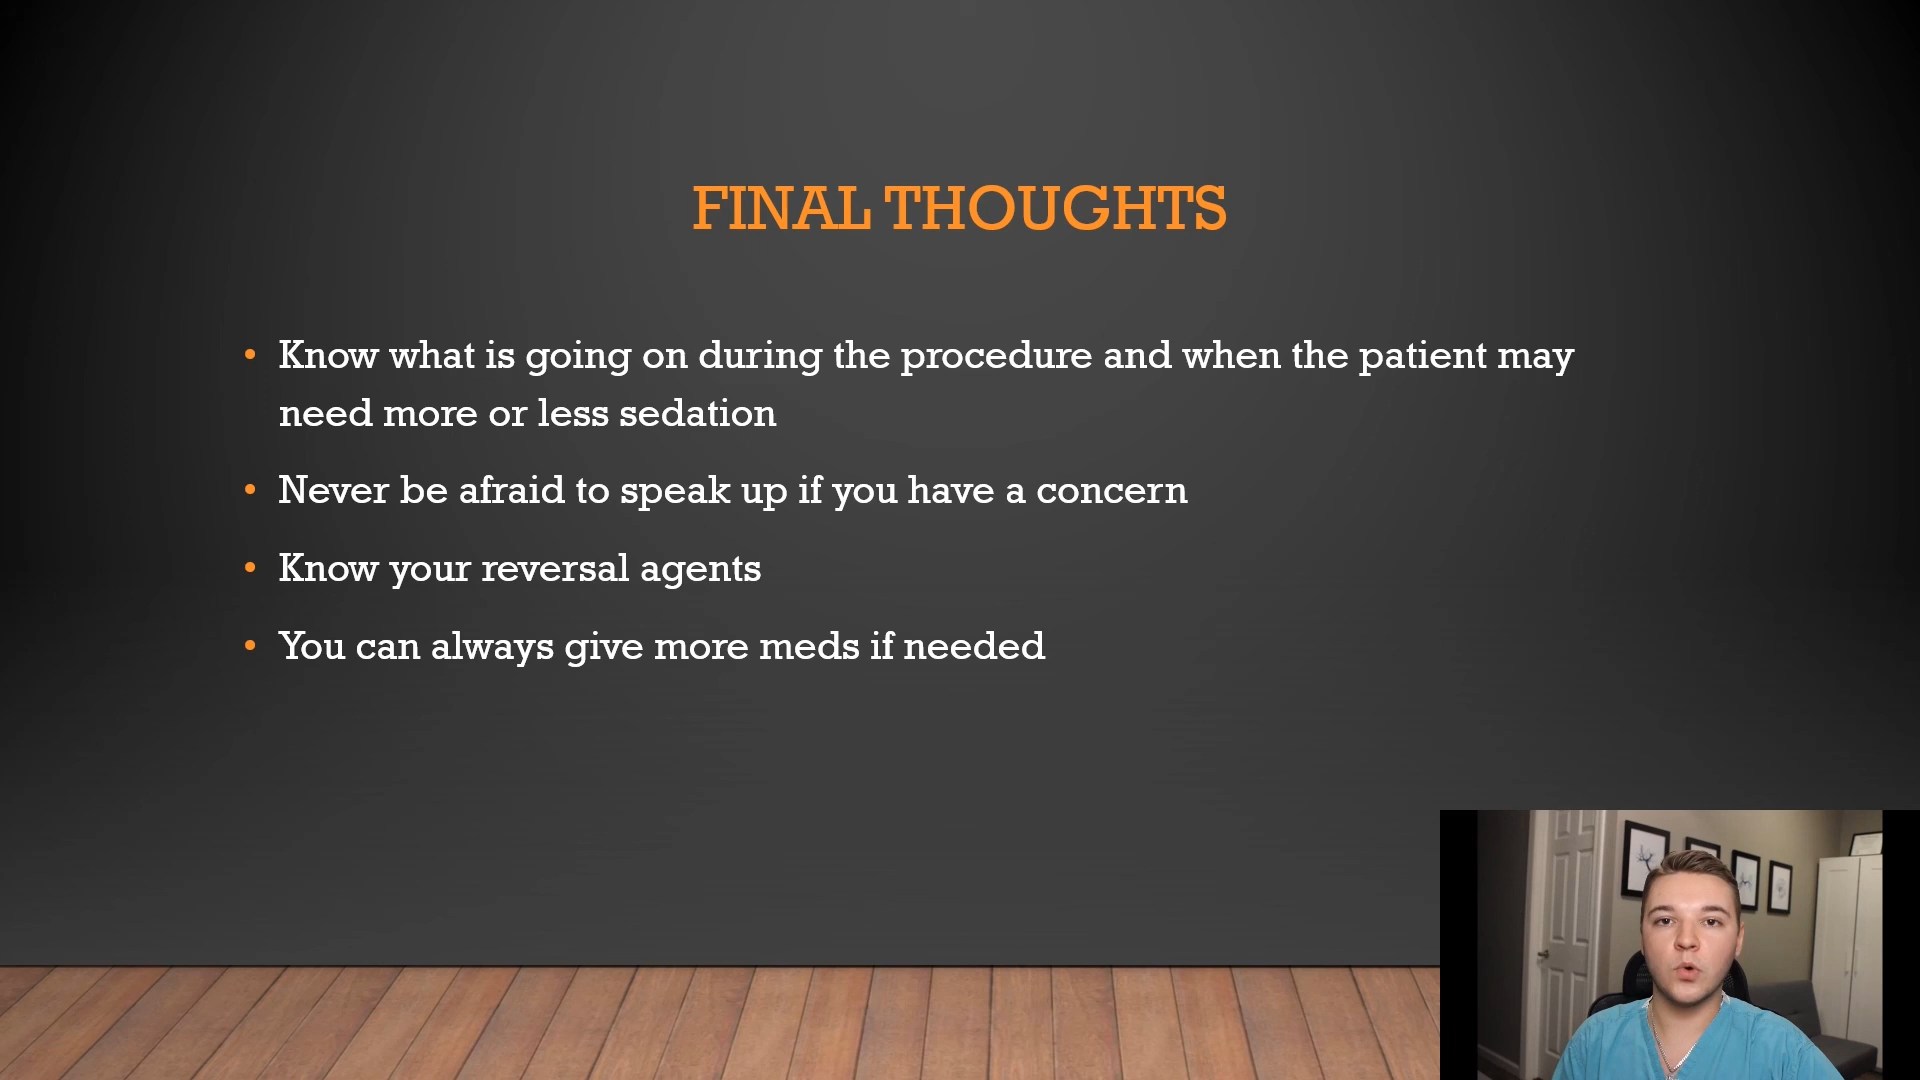 FINAL THOUGHTS
• Know what is going on during the procedure and when the patient may
need more or less sedation
• Never be afraid to speak up if you have a concern
• Know your reversal agents
• You can always give more meds if needed